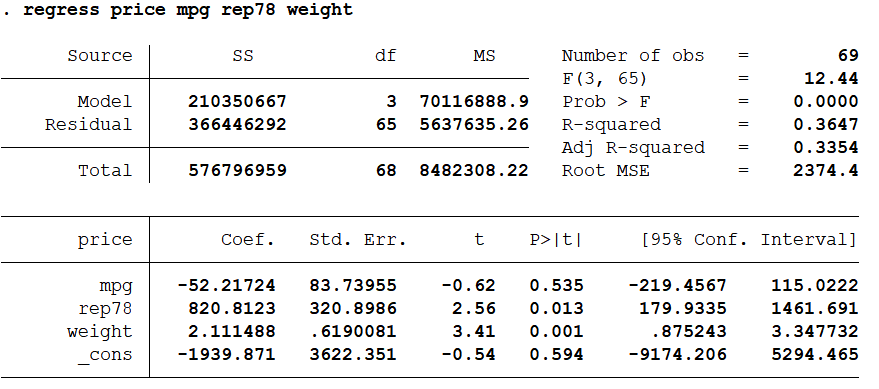 . regress price mpg rep78 weight
Source SS df MS Number of obs = 69
F(3, 65) = 12.44
Model 210350667 3 70116888.9 Prob > F = 0.0000
Residual 366446292 65 5637635.26 R-squared = 0.3647
Adj R-squared = 0.3354
Total 576796959 68 8482308.22 Root MSE = 2374.4
price Coef. Std. Err. t P>|t| [95% Conf. Interval]
mpg -52.21724 83.73955 -0.62 0.535 -219.4567 115.0222
rep78 820.8123 320.8986 2.56 0.013 179.9335 1461.691
weight 2.111488 .6190081 3.41 0.001 .875243 3.347732
_cons -1939.871 3622.351 -0.54 0.594 -9174.206 5294.465